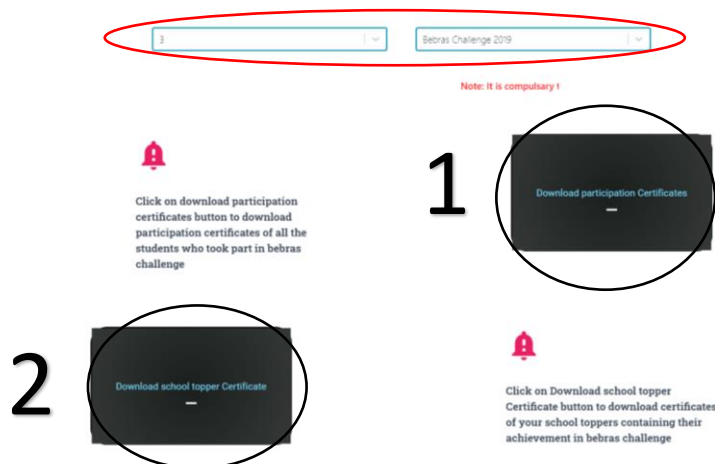 3
Bebras Challenge 2019
Note: It is compulsary t
1
Download participation Certificates
Click on download participation
certificates button to download
participation certificates of all the
students who took part in bebras
challenge
2
Download school topper Certificate
Click on Download school topper
Certificate button to download certificates
of your school toppers containing their
achievement in bebras challenge